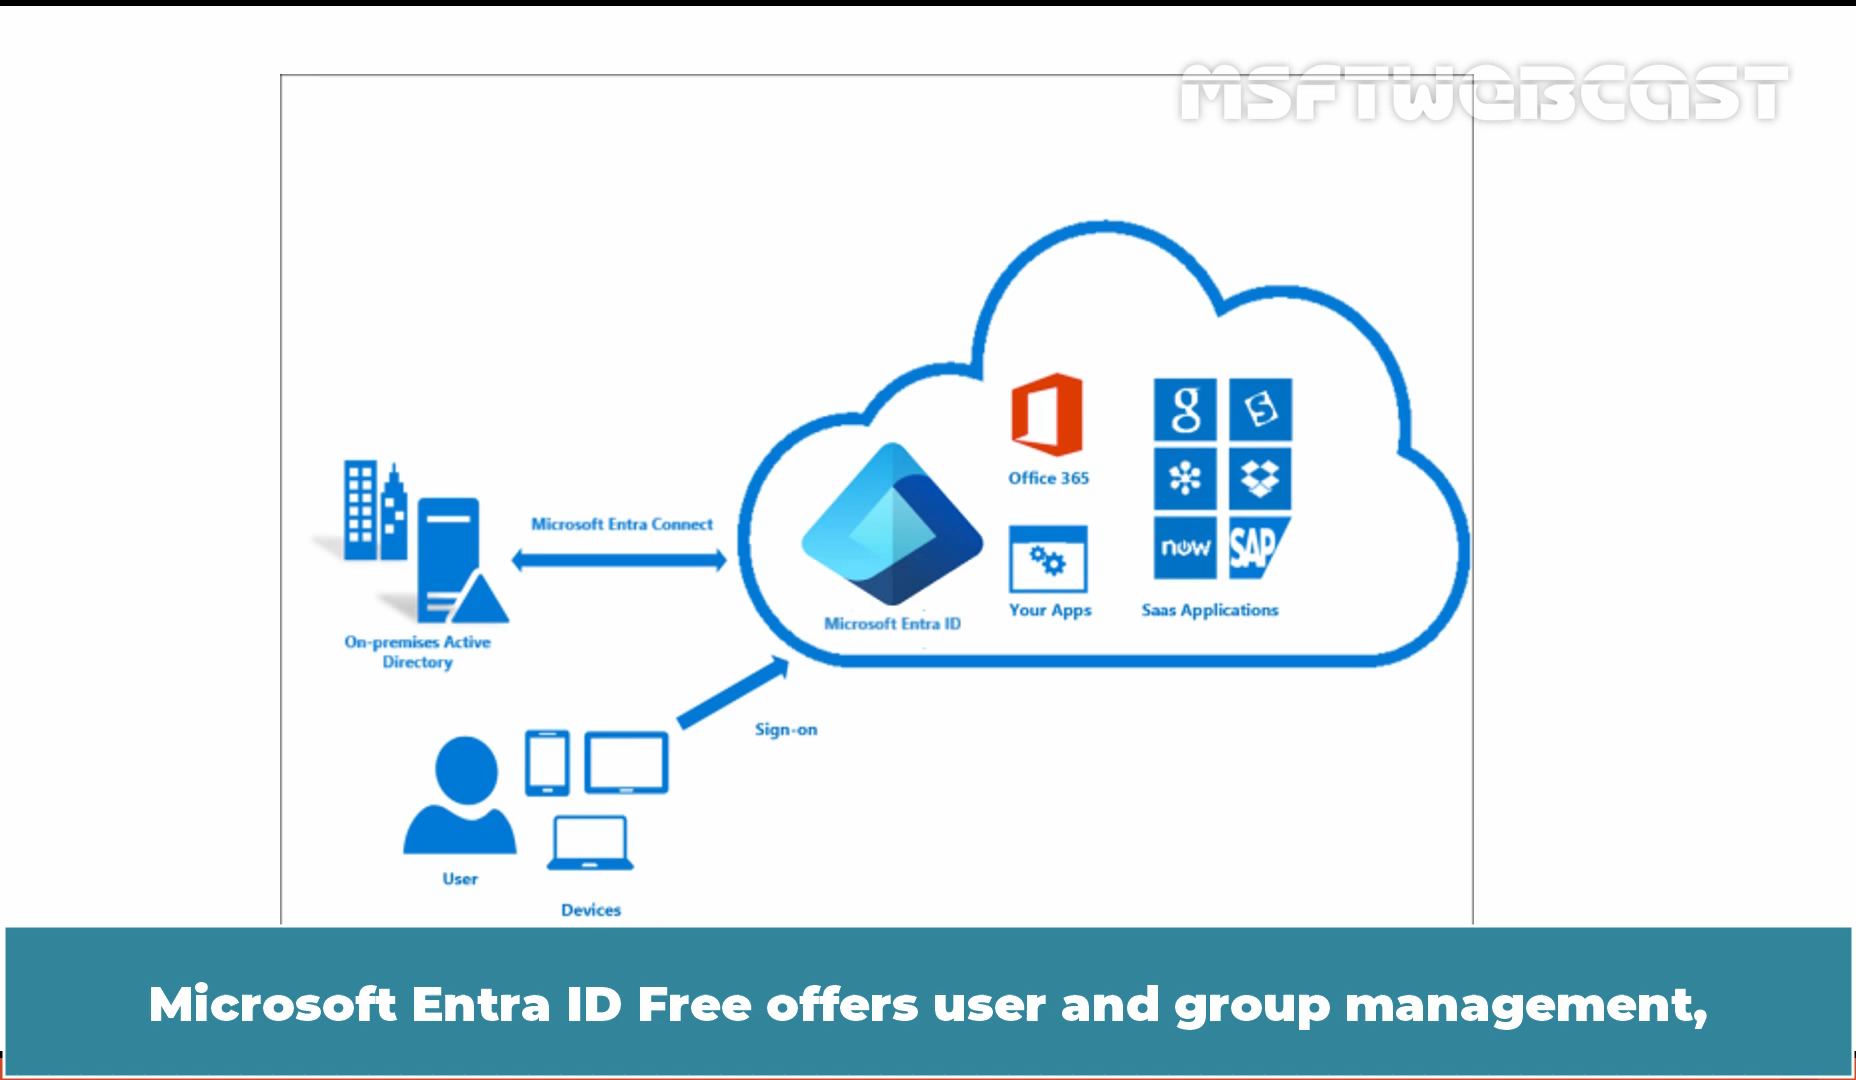 MSFTWEBCAST
Office 365
Microsoft Entra Connect
now
SAP
Your Apps
Saas Applications
Microsoft Entra ID
On-premises Active
Directory
Sign-on
User
Devices
Microsoft Entra ID Free offers user and group management,